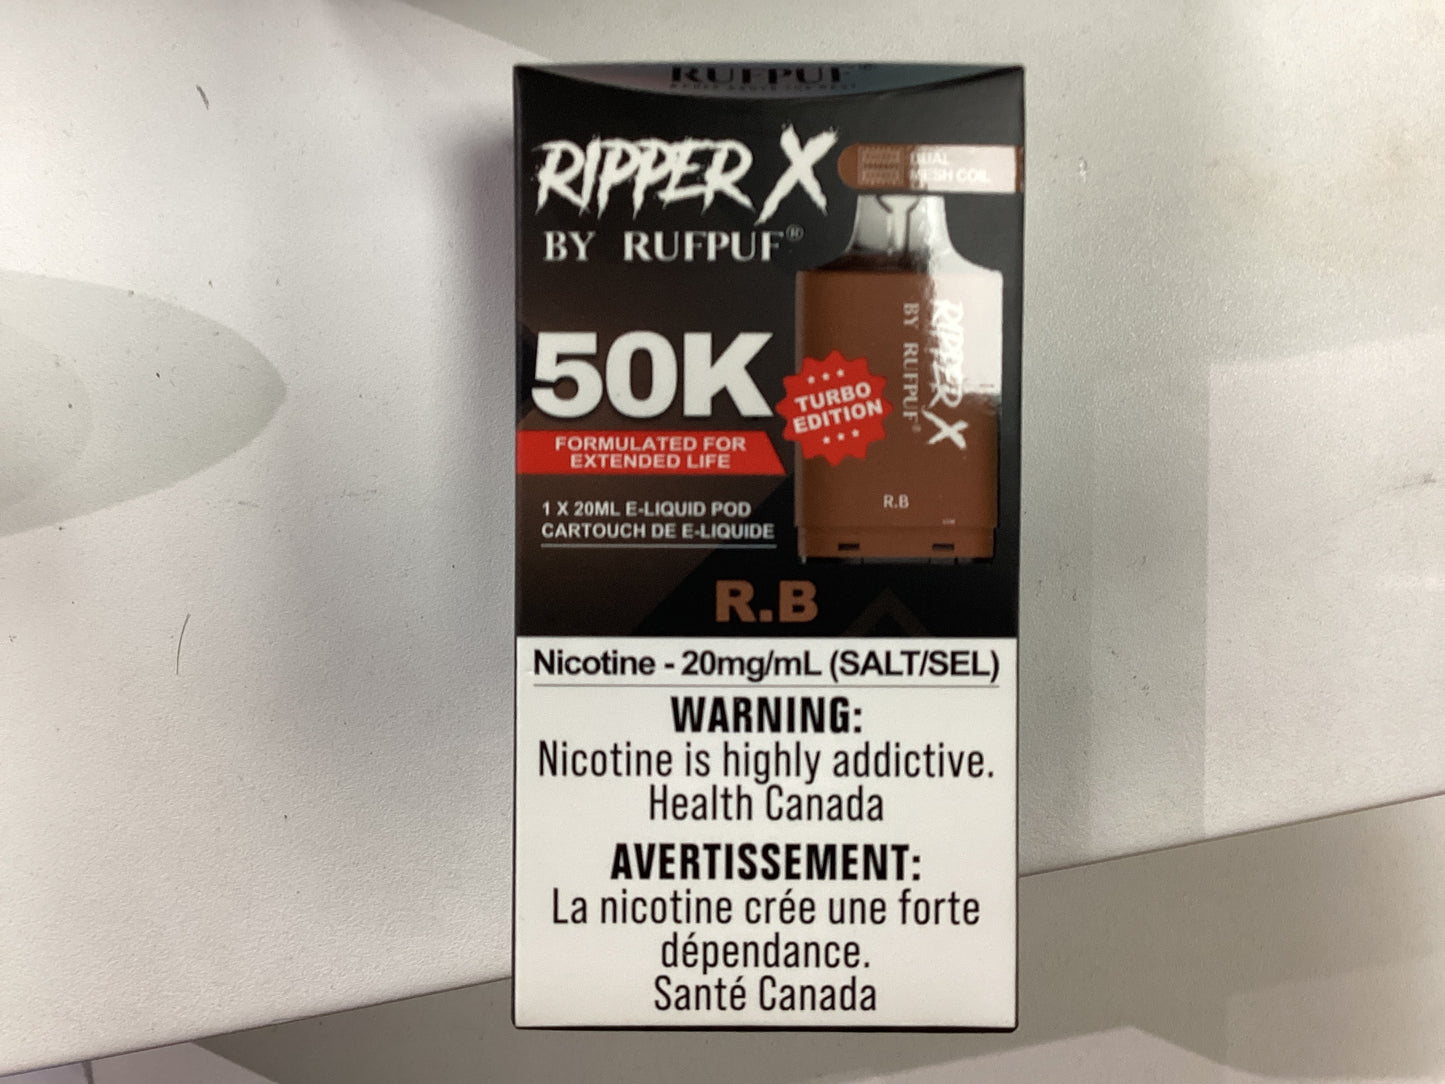 RUFPUF®
RIPPER X
BY RUFPUF®
DUAL
MESH COIL
50K
TURBO
EDITION
FORMULATED FOR
EXTENDED LIFE
1 X 20ML E-LIQUID POD
CARTOUCH DE E-LIQUIDE
RIPPER X
BY RUFPUF®
R.B
R.B
Nicotine - 20mg/mL (SALT/SEL)
WARNING:
Nicotine is highly addictive.
Health Canada
AVERTISSEMENT:
La nicotine crée une forte
dépendance.
Santé Canada